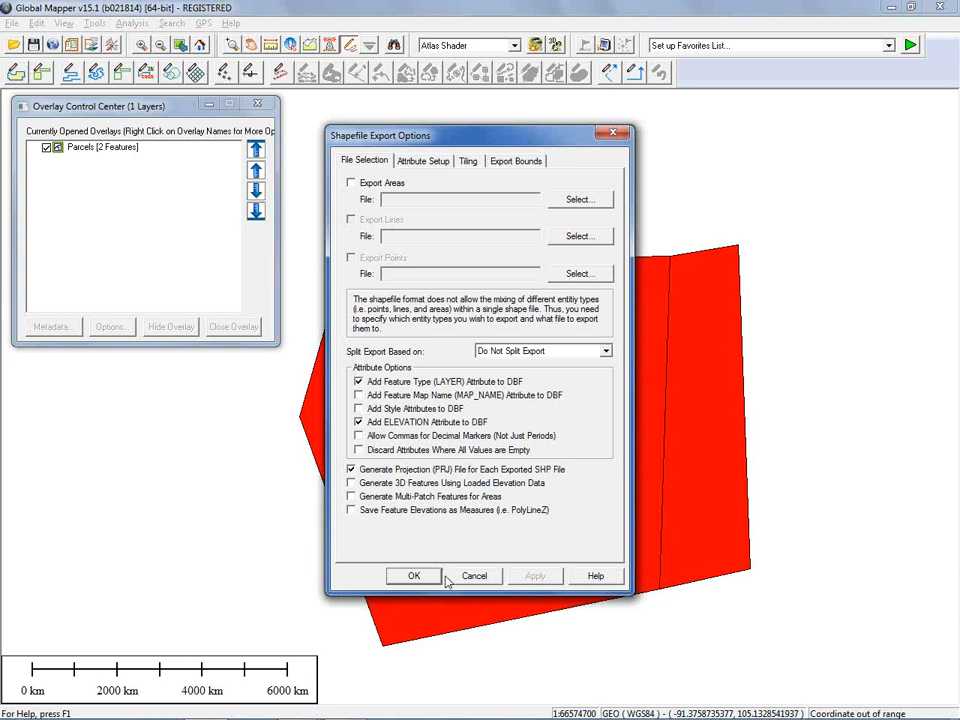 Global Mapper v15.1 (b021814) [64-bit] - REGISTERED
File Edit View Tools Analysis Search GPS Help
Atlas Shader
Set up Favorites List...
Overlay Control Center (1 Layers)
Currently Opened Overlays (Right Click on Overlay Names for More Op
Parcels [2 Features]
Metadata... Options... Hide Overlay Close Overlay
Shapefile Export Options
File Selection Attribute Setup Tiling Export Bounds
Export Areas
File: Select...
Export Lines
File: Select...
Export Points
File: Select...
The shapefile format does not allow the mixing of different entitiy types
(i.e. points, lines, and areas) within a single shape file. Thus, you need
to specify which entity types you wish to export and what file to export
them to.
Split Export Based on: Do Not Split Export
Attribute Options
Add Feature Type (LAYER) Attribute to DBF
Add Feature Map Name (MAP_NAME) Attribute to DBF
Add Style Attributes to DBF
Add ELEVATION Attribute to DBF
Allow Commas for Decimal Markers (Not Just Periods)
Discard Attributes Where All Values are Empty
Generate Projection (PRJ) File for Each Exported SHP File
Generate 3D Features Using Loaded Elevation Data
Generate Multi-Patch Features for Areas
Save Feature Elevations as Measures (i.e. PolyLineZ)
OK Cancel Apply Help
0 km 2000 km 4000 km 6000 km
For Help, press F1
1:66574700 GEO ( WGS84 ) - ( -91.3758735377, 105.1328541937 ) Coordinate out of range